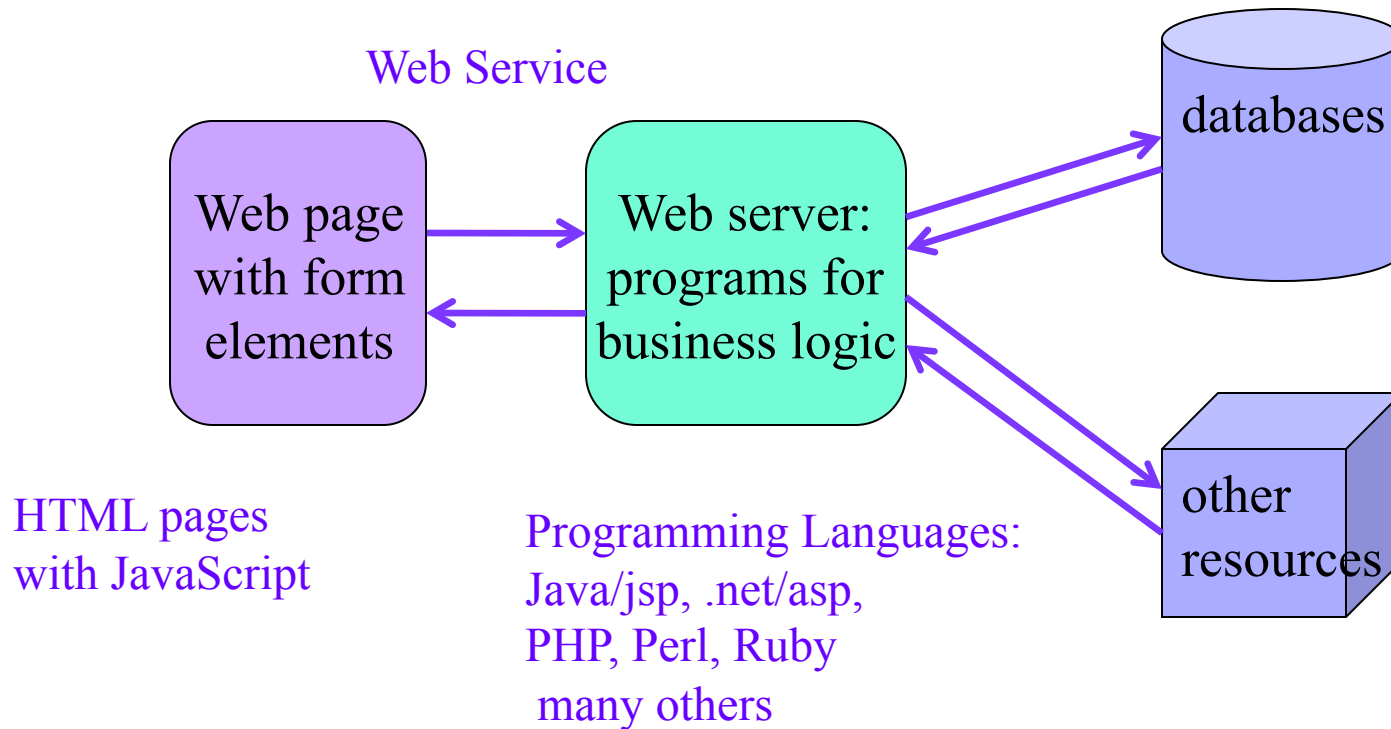 Web Service
Web page
with form
elements
Web server:
programs for
business logic
databases
other
resources
HTML pages
with JavaScript
Programming Languages:
Java/jsp, .net/asp,
PHP, Perl, Ruby
many others